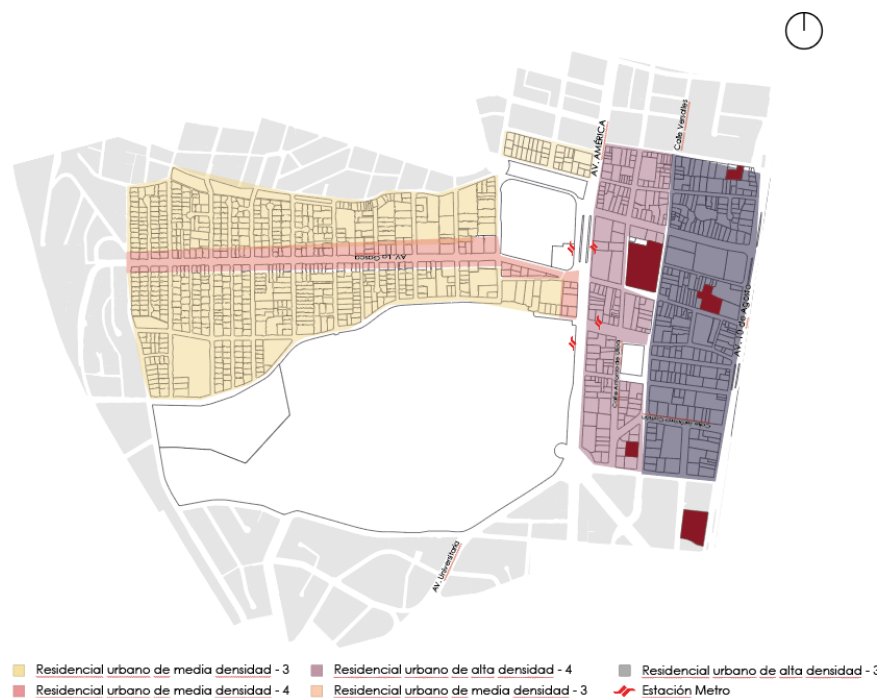 Calle Versalles
AV. AMÉRICA
AV. La Gasca
AV. 10 de Agosto
AV. Universitaria
Residencial urbano de media densidad - 3
Residencial urbano de alta densidad - 4
Residencial urbano de alta densidad - 3
Residencial urbano de media densidad - 4
Residencial urbano de media densidad - 3
Estación Metro